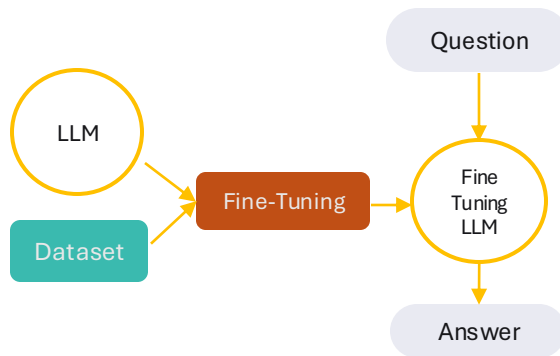 Question
LLM
Fine
Tuning
LLM
Fine-Tuning
Dataset
Answer